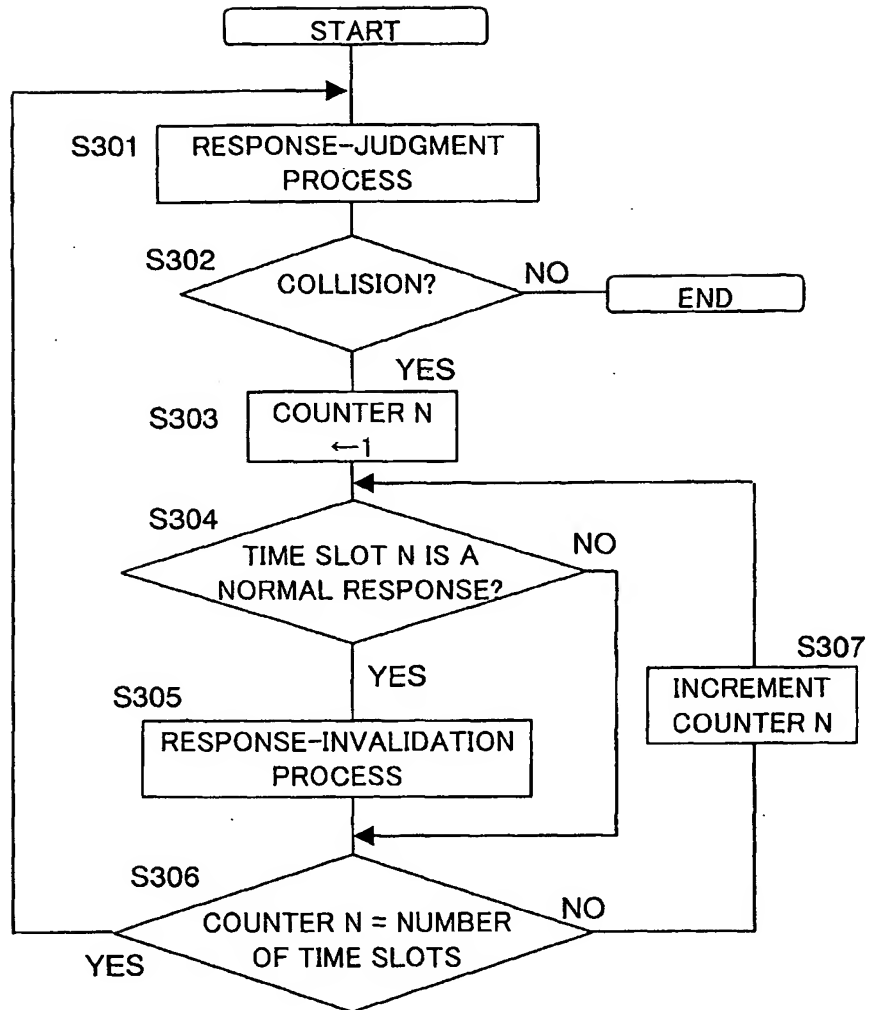 START
S301
RESPONSE-JUDGMENT
PROCESS
S302
COLLISION?
NO
END
YES
S303
COUNTER N
←1
S304
TIME SLOT N IS A
NORMAL RESPONSE?
NO
YES
S307
INCREMENT
COUNTER N
S305
RESPONSE-INVALIDATION
PROCESS
S306
COUNTER N = NUMBER
OF TIME SLOTS
NO
YES